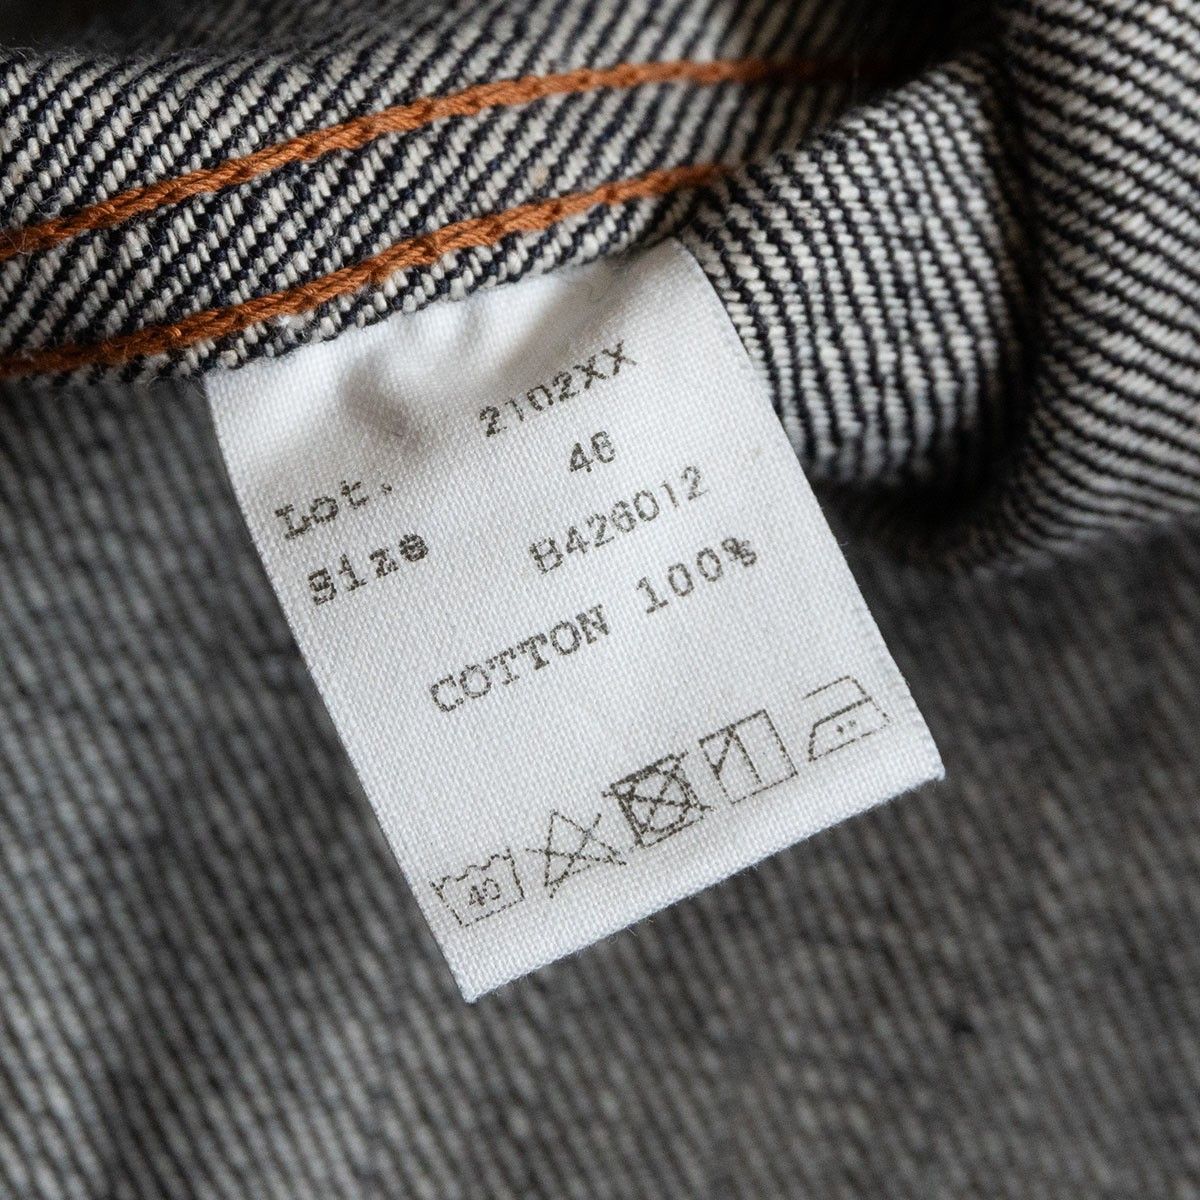 Lot. 2102XX
Size 46
B426012
COTTON 100%
40